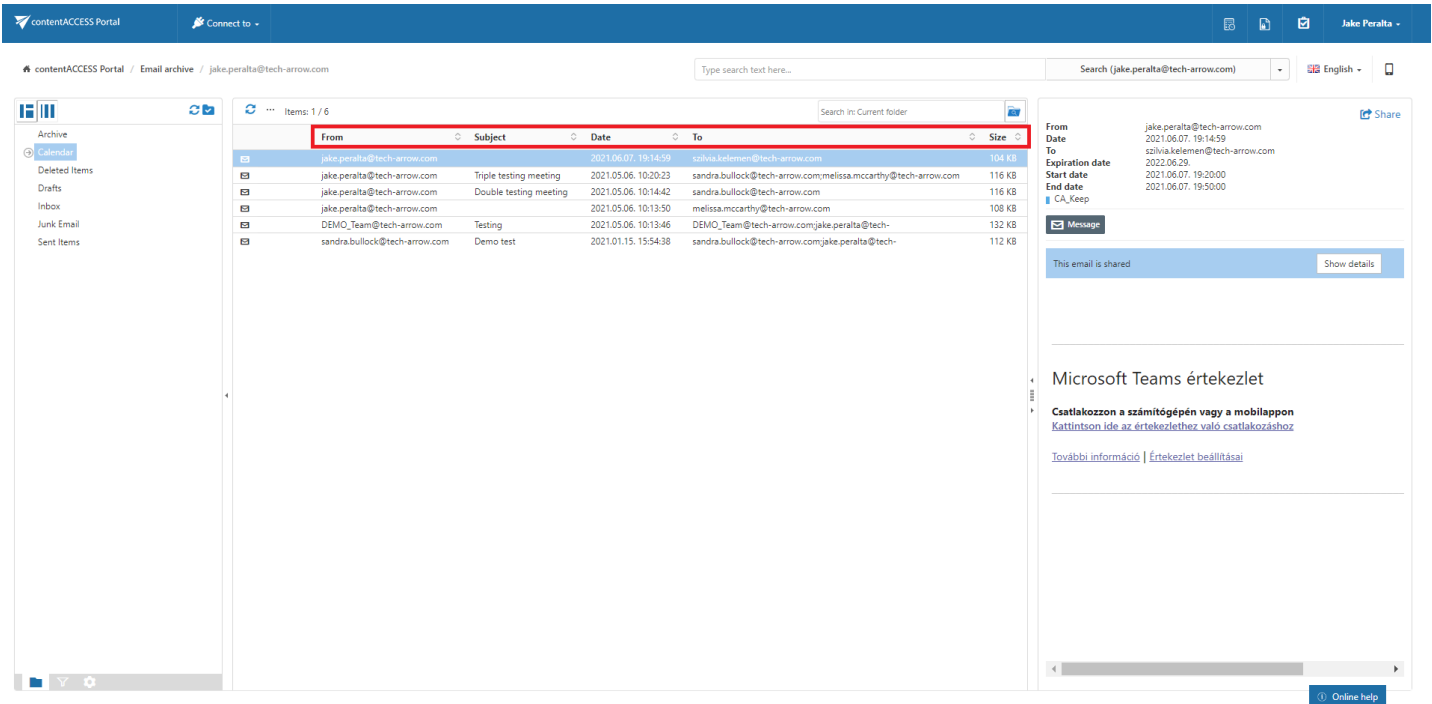 contentACCESS Portal Connect to Jake Peralta
contentACCESS Portal / Email archive / jake.peralta@tech-arrow.com Type search text here... Search (jake.peralta@tech-arrow.com) English
Archive
Calendar
Deleted Items
Drafts
Inbox
Junk Email
Sent Items
... Items: 1 / 6 Search in: Current folder
From Subject Date To Size
jake.peralta@tech-arrow.com 2021.06.07. 19:14:59 szilvia.kelemen@tech-arrow.com 104 KB
jake.peralta@tech-arrow.com Triple testing meeting 2021.05.06. 10:20:23 sandra.bullock@tech-arrow.com;melissa.mccarthy@tech-arrow.com 116 KB
jake.peralta@tech-arrow.com Double testing meeting 2021.05.06. 10:14:42 sandra.bullock@tech-arrow.com 116 KB
jake.peralta@tech-arrow.com 2021.05.06. 10:13:50 melissa.mccarthy@tech-arrow.com 108 KB
DEMO_Team@tech-arrow.com Testing 2021.05.06. 10:13:46 DEMO_Team@tech-arrow.com;jake.peralta@tech- 132 KB
sandra.bullock@tech-arrow.com Demo test 2021.01.15. 15:54:38 sandra.bullock@tech-arrow.com;jake.peralta@tech- 112 KB
Share
From jake.peralta@tech-arrow.com
Date 2021.06.07. 19:14:59
To szilvia.kelemen@tech-arrow.com
Expiration date 2022.06.29.
Start date 2021.06.07. 19:20:00
End date 2021.06.07. 19:50:00
CA_Keep
Message
This email is shared Show details
Microsoft Teams értekezlet
Csatlakozzon a számítógépén vagy a mobilappon
Kattintson ide az értekezlethez való csatlakozáshoz
További információ | Értekezlet beállításai
Online help